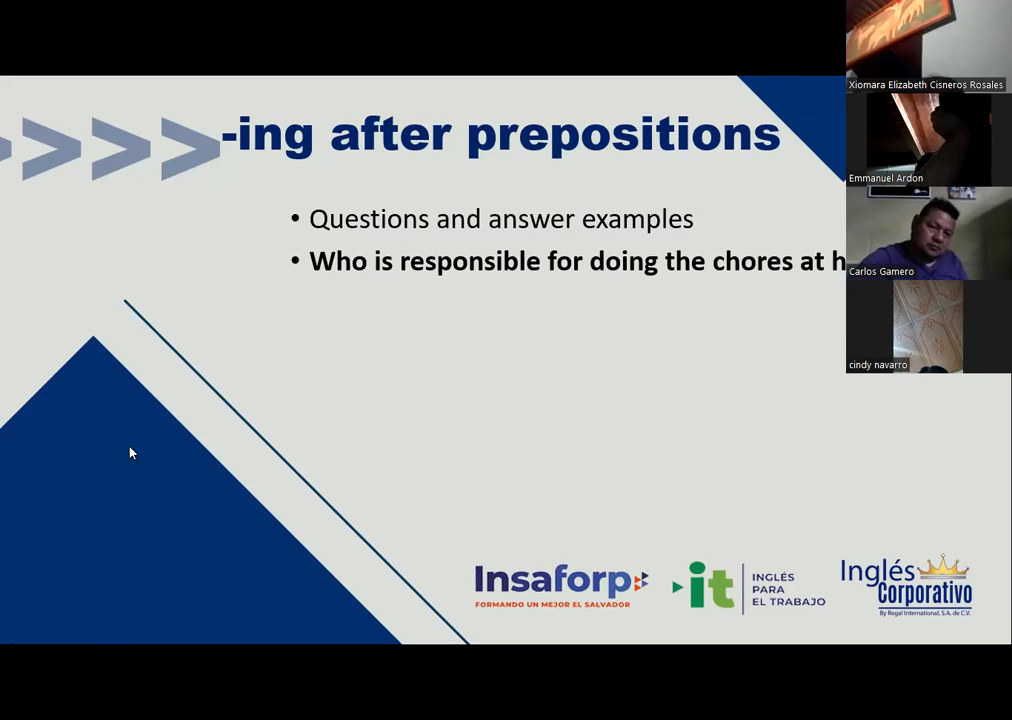 -ing after prepositions
• Questions and answer examples
• Who is responsible for doing the chores at h
Xiomara Elizabeth Cisneros Rosales
Emmanuel Ardon
Carlos Gamero
cindy navarro
Insaforp
FORMANDO UN MEJOR EL SALVADOR
it
INGLÉS
PARA
EL TRABAJO
Inglés
Corporativo
By Regal International, S.A. de C.V.